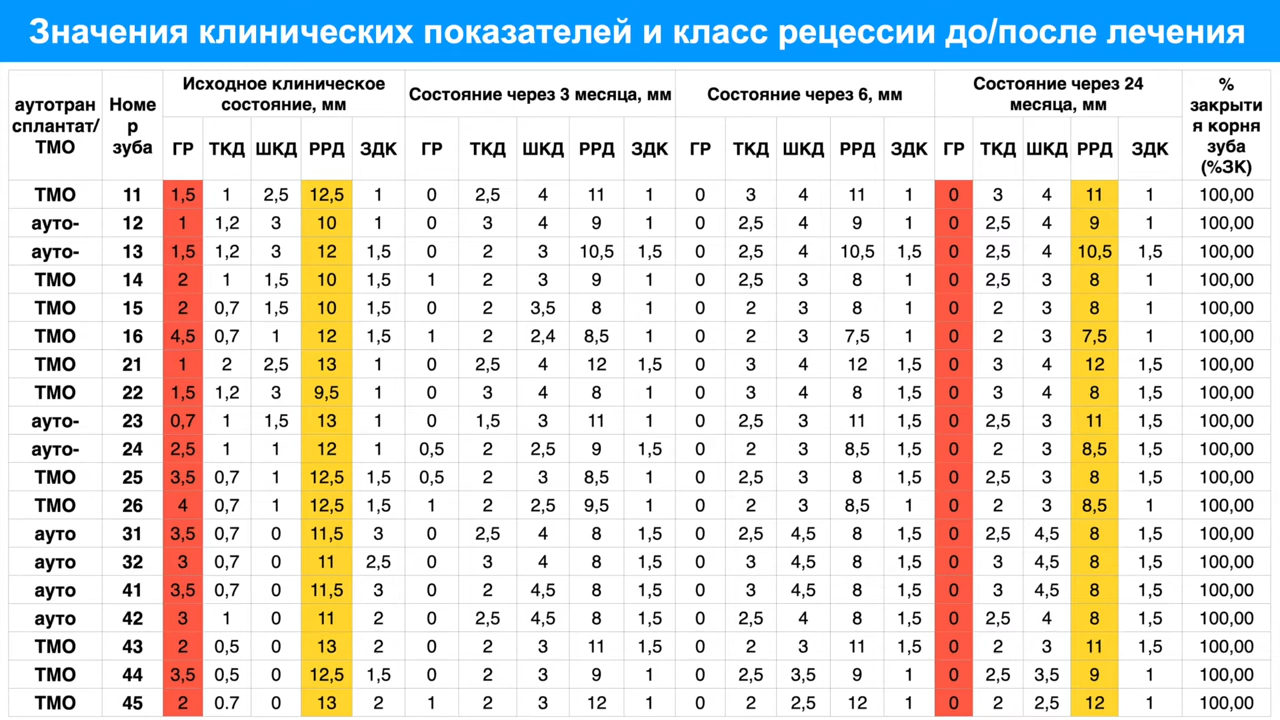 Значения клинических показателей и класс рецессии до/после лечения
аутотран
сплантат/
ТМО
Номе
р
зуба
Исходное клиническое
состояние, мм
Состояние через 3 месяца, мм
Состояние через 6, мм
Состояние через 24
месяца, мм
%
закрыти
я корня
зуба
(%ЗК)
ГР ТКД ШКД РРД ЗДК ГР ТКД ШКД РРД ЗДК ГР ТКД ШКД РРД ЗДК ГР ТКД ШКД РРД ЗДК
ТМО 11 1,5 1 2,5 12,5 1 0 2,5 4 11 1 0 3 4 11 1 0 3 4 11 1 100,00
ауто- 12 1 1,2 3 10 1 0 3 4 9 1 0 2,5 4 9 1 0 2,5 4 9 1 100,00
ауто- 13 1,5 1,2 3 12 1,5 0 2 3 10,5 1,5 0 2,5 4 10,5 1,5 0 2,5 4 10,5 1,5 100,00
ТМО 14 2 1 1,5 10 1,5 1 2 3 9 1 0 2,5 3 8 1 0 2,5 3 8 1 100,00
ТМО 15 2 0,7 1,5 10 1,5 0 2 3,5 8 1 0 2 3 8 1 0 2 3 8 1 100,00
ТМО 16 4,5 0,7 1 12 1,5 1 2 2,4 8,5 1 0 2 3 7,5 1 0 2 3 7,5 1 100,00
ТМО 21 1 2 2,5 13 1 0 2,5 4 12 1,5 0 3 4 12 1,5 0 3 4 12 1,5 100,00
ТМО 22 1,5 1,2 3 9,5 1 0 3 4 8 1 0 3 4 8 1,5 0 3 4 8 1,5 100,00
ауто- 23 0,7 1 1,5 13 1 0 1,5 3 11 1 0 2,5 3 11 1,5 0 2,5 3 11 1,5 100,00
ауто- 24 2,5 1 1 12 1 0,5 2 2,5 9 1,5 0 2 3 8,5 1,5 0 2 3 8,5 1,5 100,00
ТМО 25 3,5 0,7 1 12,5 1,5 0,5 2 3 8,5 1 0 2,5 3 8 1,5 0 2,5 3 8 1 100,00
ТМО 26 4 0,7 1 12,5 1,5 1 2 2,5 9,5 1 0 2 3 8,5 1 0 2 3 8,5 1 100,00
ауто 31 3,5 0,7 0 11,5 3 0 2,5 4 8 1,5 0 2,5 4,5 8 1,5 0 2,5 4,5 8 1,5 100,00
ауто 32 3 0,7 0 11 2,5 0 3 4 8 1,5 0 3 4,5 8 1,5 0 3 4,5 8 1,5 100,00
ауто 41 3,5 0,7 0 11,5 3 0 2 4,5 8 1,5 0 3 4,5 8 1,5 0 3 4,5 8 1,5 100,00
ауто 42 3 1 0 11 2 0 2,5 4,5 8 1,5 0 2,5 4 8 1,5 0 2,5 4 8 1,5 100,00
ТМО 43 2 0,5 0 13 2 0 2 3 11 1,5 0 2 3 11 1,5 0 2 3 11 1,5 100,00
ТМО 44 3,5 0,5 0 12,5 1,5 0 2 3 9 1 0 2,5 3,5 9 1 0 2,5 3,5 9 1 100,00
ТМО 45 2 0.7 0 13 2 1 2 3 12 1 0 2 2,5 12 1 0 2 2,5 12 1 100,00